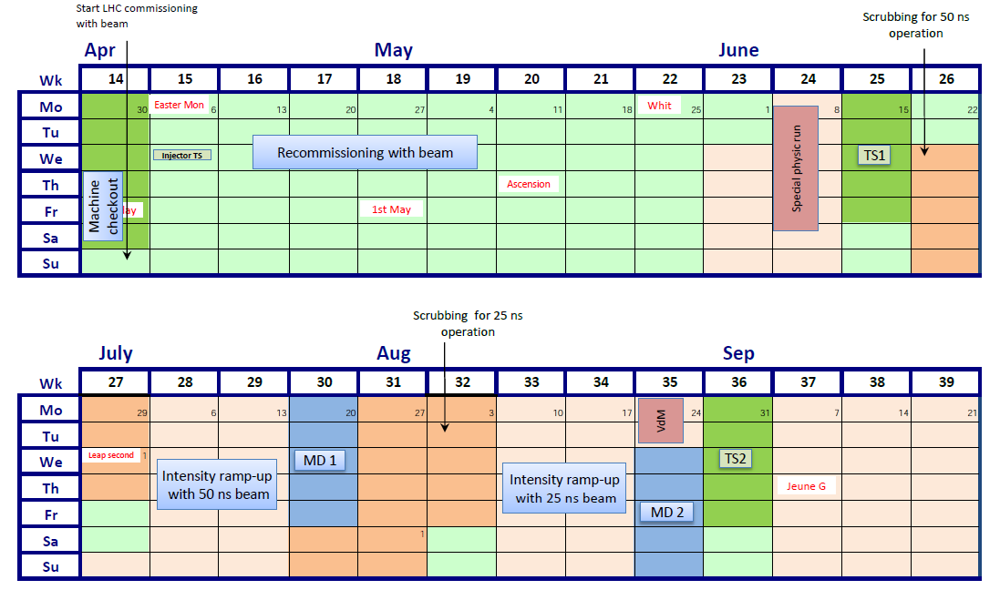 Start LHC commissioning
with beam
Scrubbing for 50 ns
operation
Apr May June
Wk 14 15 16 17 18 19 20 21 22 23 24 25 26
Mo 30 Easter Mon 6 13 20 27 4 11 18 Whit 25 1 8 15 22
Tu
We Injector TS Recommissioning with beam TS1
Th Ascension
Fr ay 1st May
Sa
Su
Machine
checkout
Special physic run
Scrubbing for 25 ns
operation
July Aug Sep
Wk 27 28 29 30 31 32 33 34 35 36 37 38 39
Mo 29 6 13 20 27 3 10 17 24 31 7 14 21
VdM
Tu
We Leap second 1 MD 1 TS2
Intensity ramp-up
with 50 ns beam
Intensity ramp-up
with 25 ns beam
Th Jeune G
Fr MD 2
Sa 1
Su